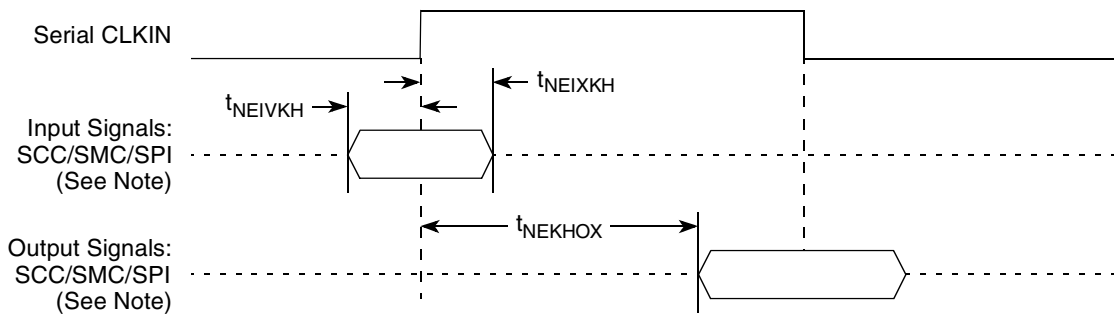 Serial CLKIN
tNEIVKH
tNEIXKH
Input Signals:
SCC/SMC/SPI
(See Note)
tNEKHOX
Output Signals:
SCC/SMC/SPI
(See Note)